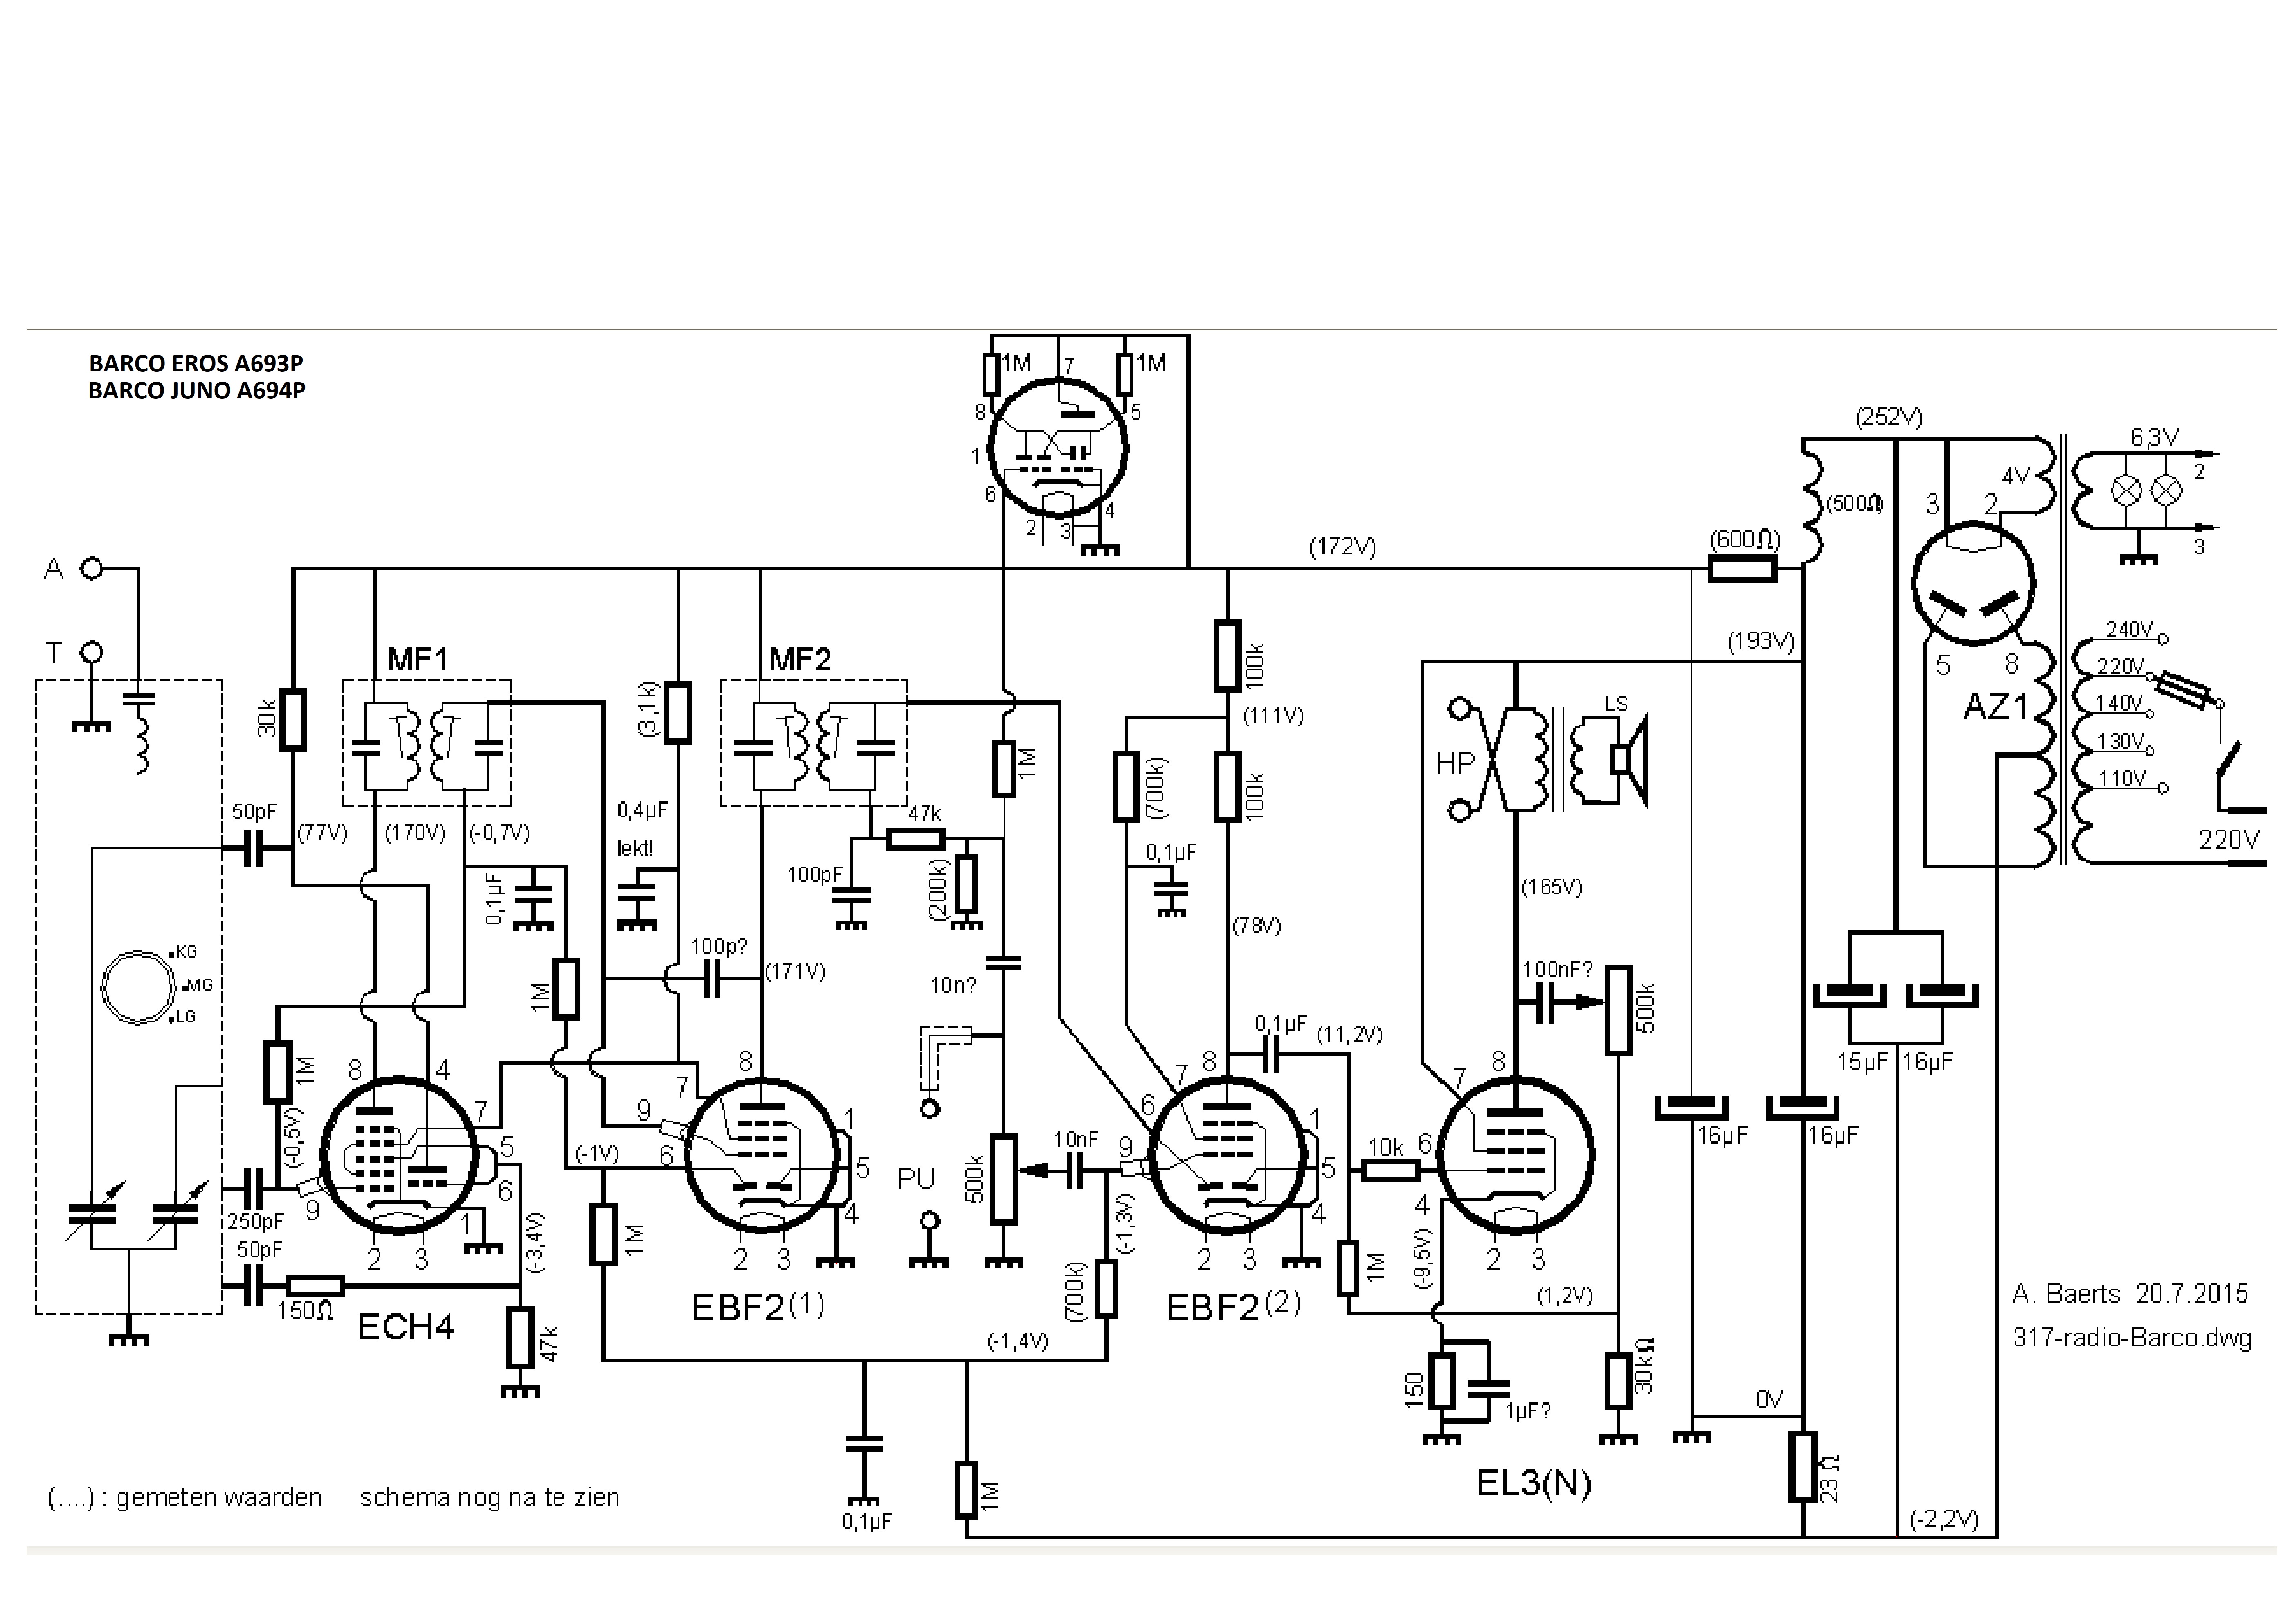 BARCO EROS A693P
BARCO JUNO A694P
1M
7
1M
8
5
1
6
2
3
4
(252V)
6,3V
2
3
4V
3
2
(500Ω)
(600Ω)
(172V)
A
T
(193V)
5
8
AZ1
240V
220V
140V
130V
110V
220V
MF1
MF2
30k
(3,1k)
1M
100k
(111V)
(700k)
100k
HP
LS
50pF
(77V)
(170V)
(-0,7V)
0,4µF
lekt!
47k
100pF
(200k)
0,1µF
0,1µF
(165V)
(78V)
KG
MG
LG
1M
100p?
(171V)
10n?
100nF?
500k
15µF
16µF
1M
8
4
7
5
6
9
1
2
3
(-0,5V)
250pF
50pF
150Ω
ECH4
(-3,4V)
47k
(-1V)
1M
7
8
9
6
1
5
4
2
3
EBF2(1)
PU
500k
10nF
(-1,3V)
(700k)
0,1µF
(11,2V)
8
7
6
9
1
5
4
2
3
EBF2(2)
10k
1M
7
8
6
4
2
3
(-9,5V)
(1,2V)
16µF
16µF
150
1µF?
30kΩ
0V
23Ω
EL3(N)
(-1,4V)
0,1µF
1M
(-2,2V)
A. Baerts 20.7.2015
317-radio-Barco.dwg
(....) : gemeten waarden schema nog na te zien